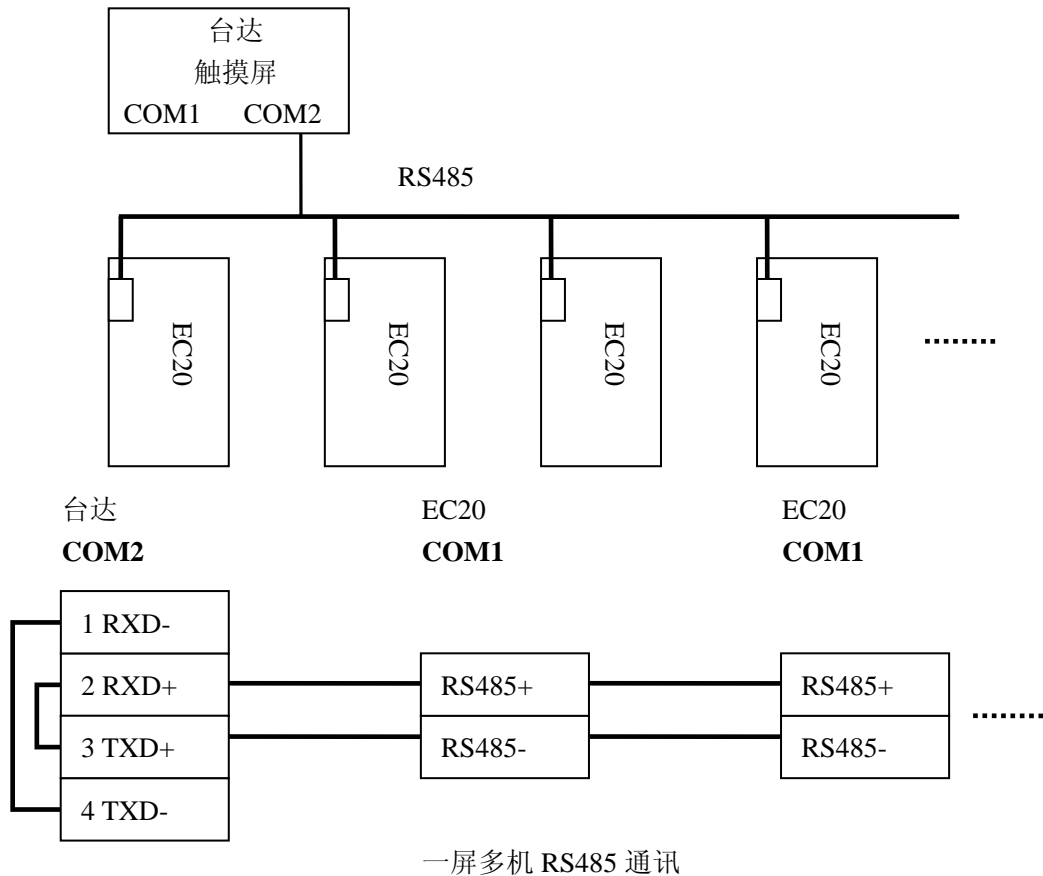 台达
触摸屏
COM1 COM2
RS485
EC20 EC20 EC20 EC20
台达 EC20 EC20
COM2 COM1 COM1
1 RXD-
2 RXD+ RS485+ RS485+
3 TXD+ RS485- RS485-
4 TXD-
一屏多机 RS485 通讯